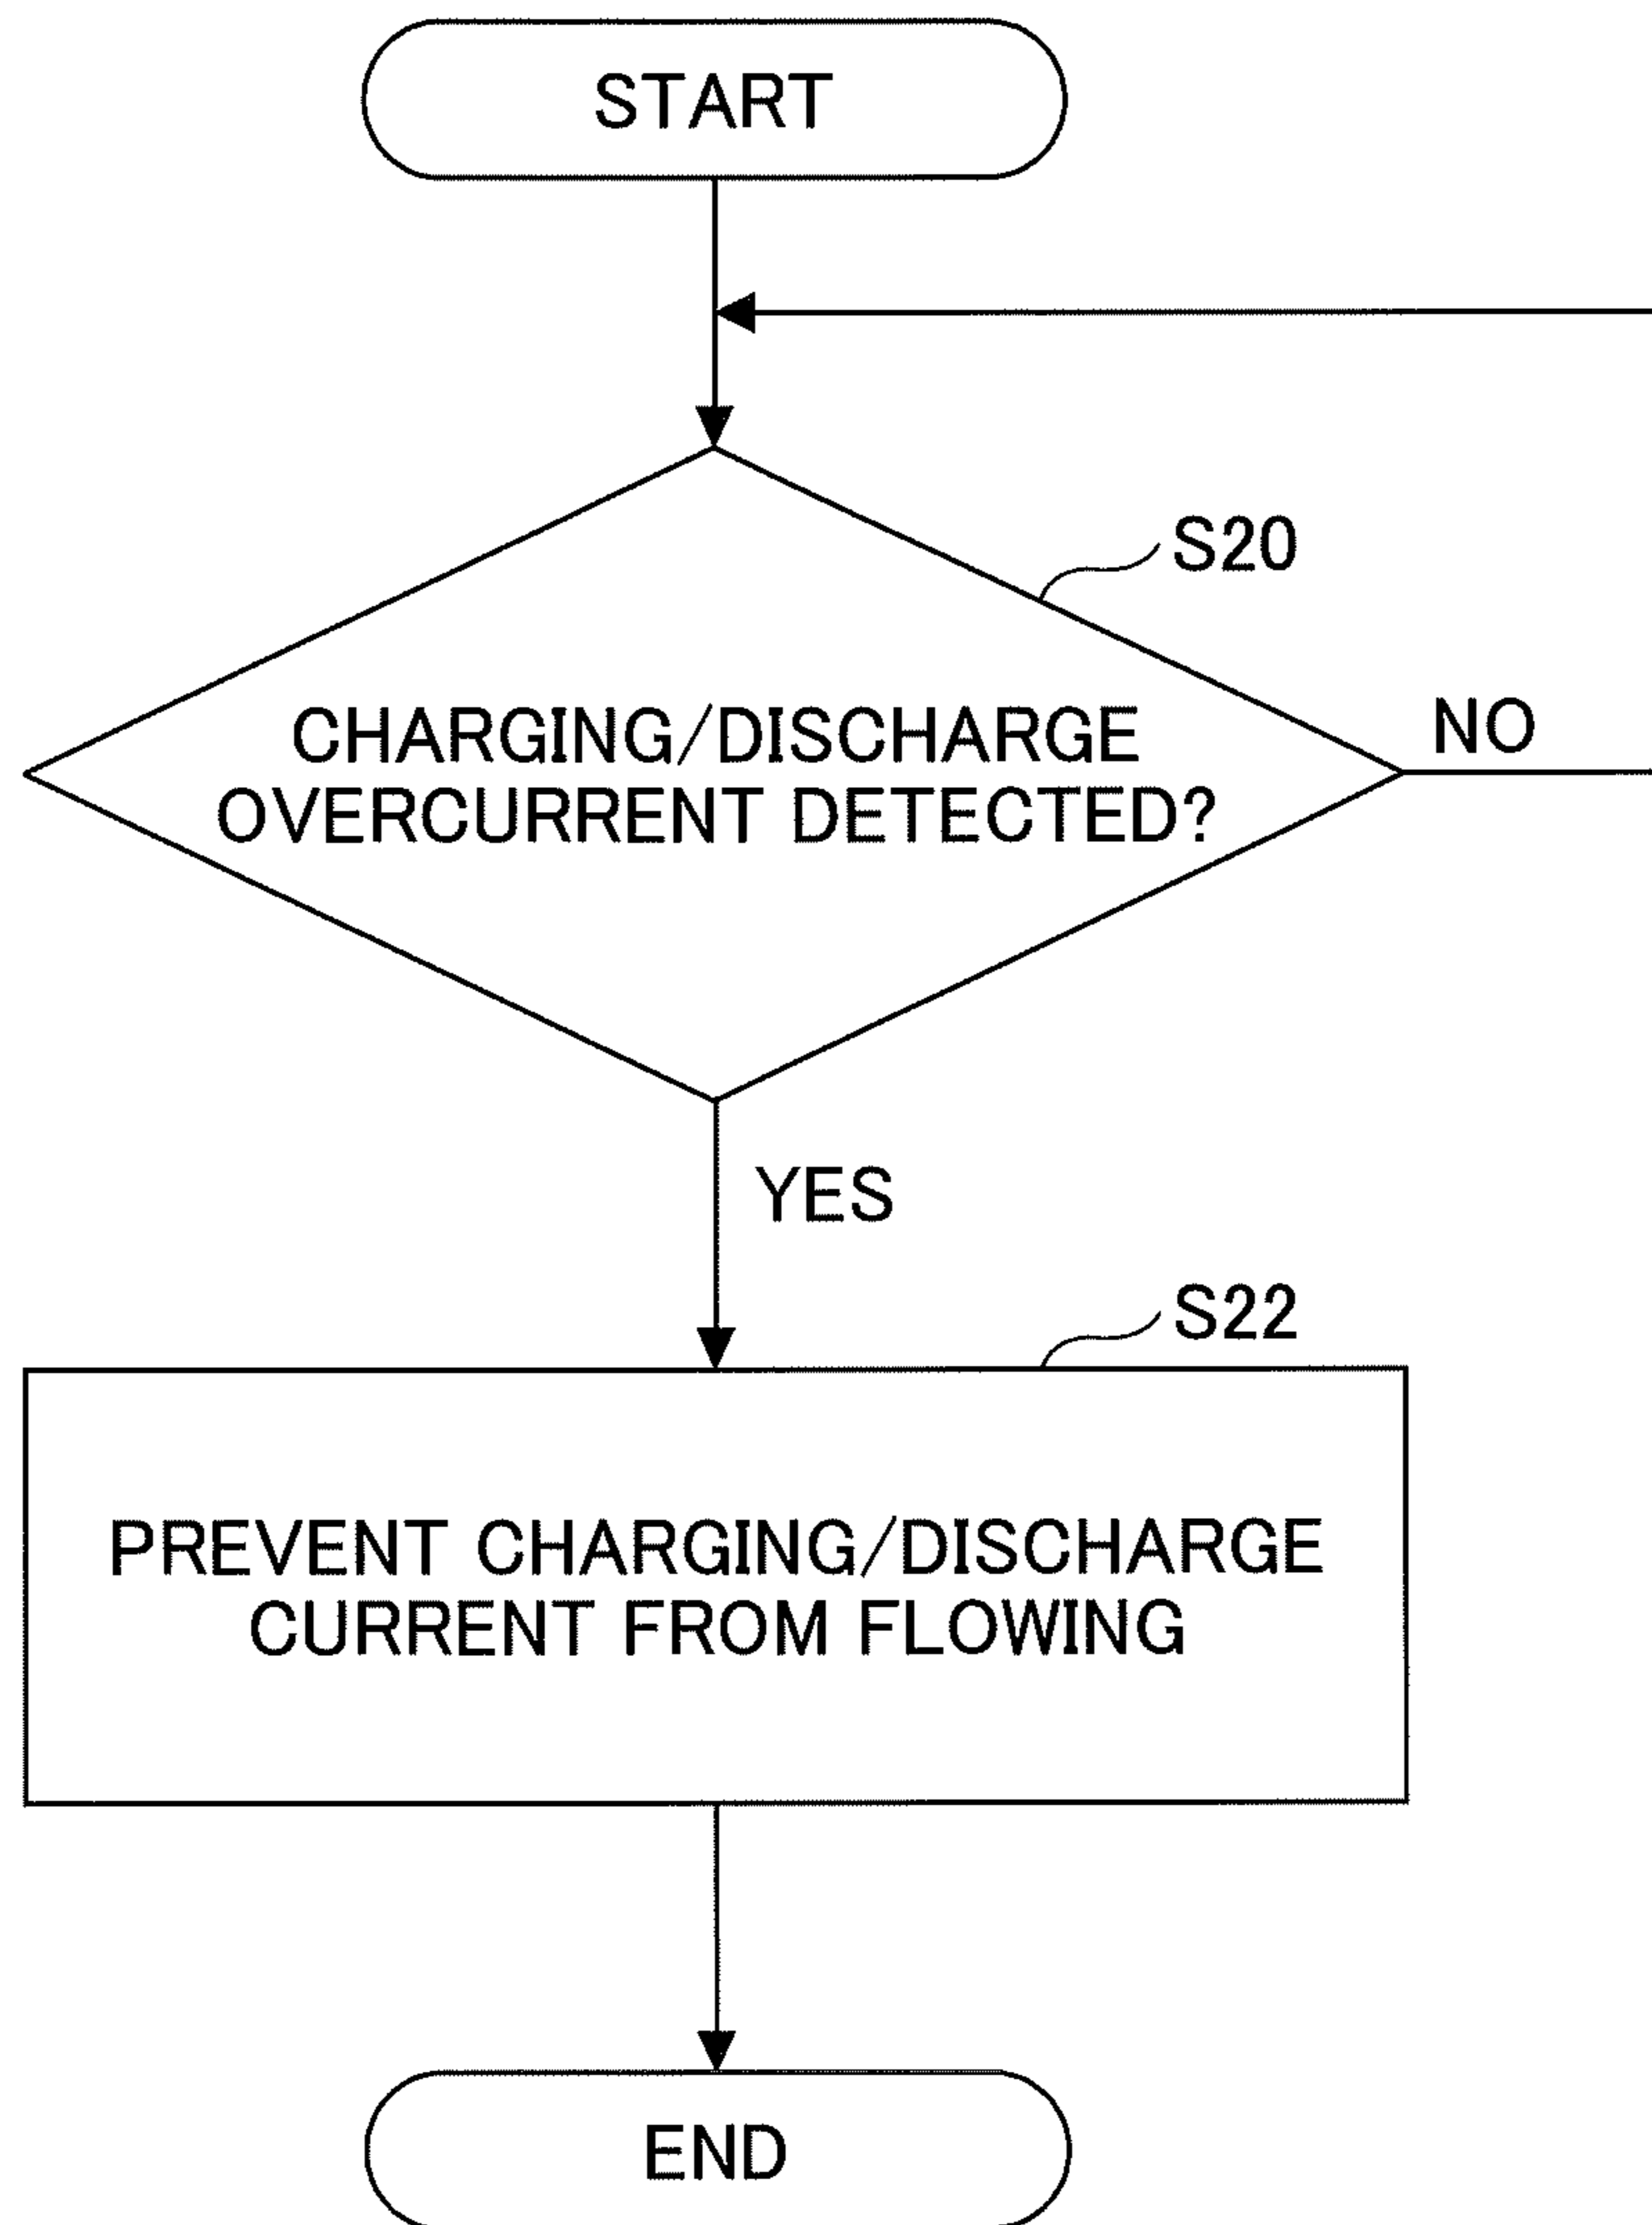 START
S20
CHARGING/DISCHARGE
OVERCURRENT DETECTED?
NO
YES
S22
PREVENT CHARGING/DISCHARGE
CURRENT FROM FLOWING
END